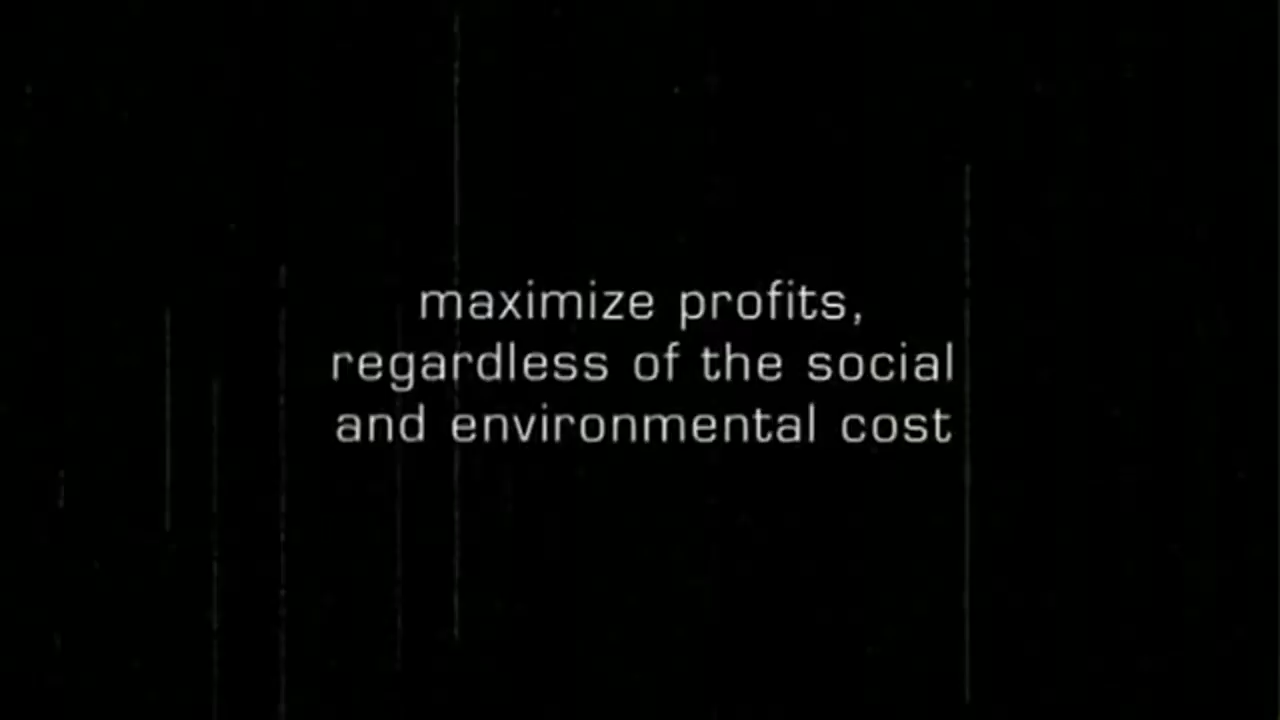 maximize profits,
regardless of the social
and environmental cost